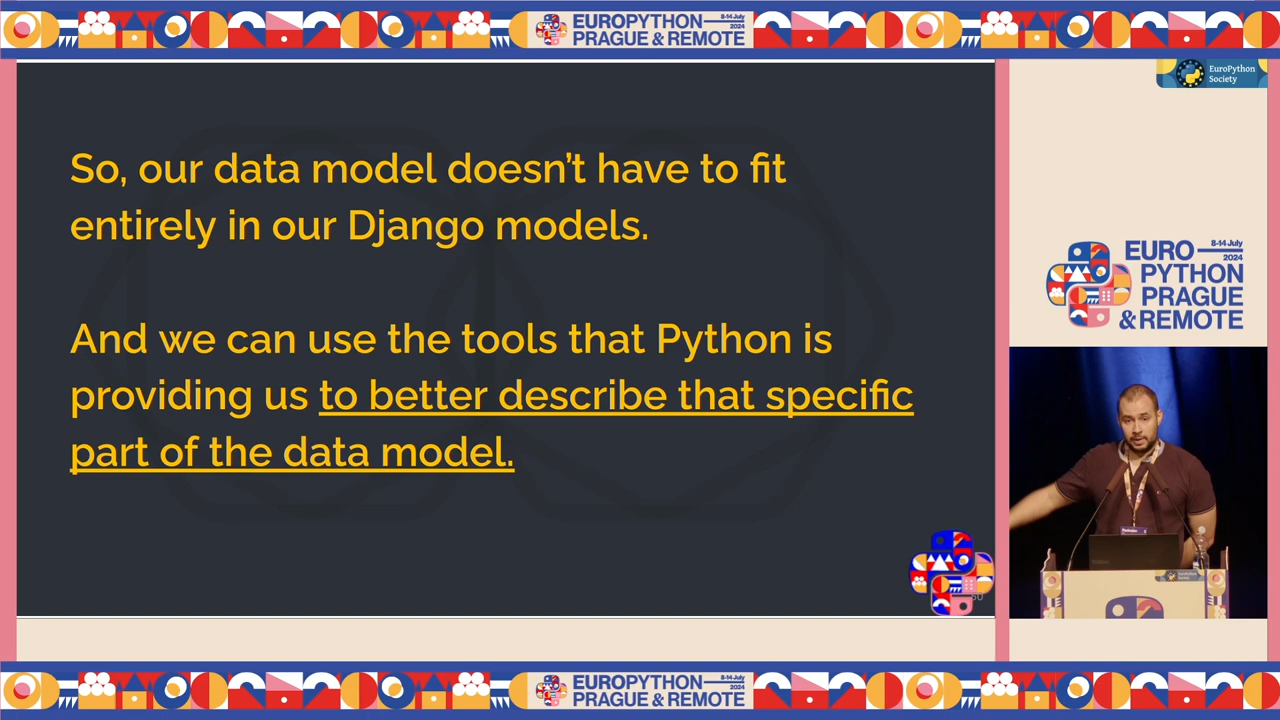 EUROPYTHON
8-14 July
2024
PRAGUE & REMOTE
EuroPython
Society
So, our data model doesn't have to fit
entirely in our Django models.
And we can use the tools that Python is
providing us to better describe that specific
part of the data model.
EURO
8-14 July
2024
PYTHON
PRAGUE
& REMOTE
EuroPython
Society
EUROPYTHON
8-14 July
2024
PRAGUE & REMOTE